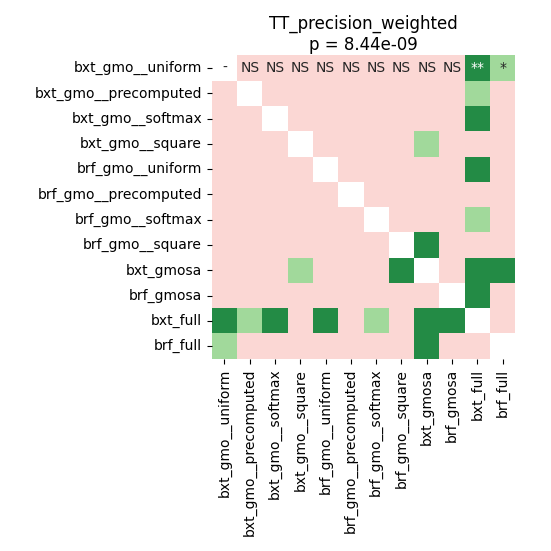 TT_precision_weighted
p = 8.44e-09
bxt_gmo__uniform - NS NS NS NS NS NS NS NS NS ** *
bxt_gmo__precomputed
bxt_gmo__softmax
bxt_gmo__square
brf_gmo__uniform
brf_gmo__precomputed
brf_gmo__softmax
brf_gmo__square
bxt_gmosa
brf_gmosa
bxt_full
brf_full
bxt_gmo__uniform
bxt_gmo__precomputed
bxt_gmo__softmax
bxt_gmo__square
brf_gmo__uniform
brf_gmo__precomputed
brf_gmo__softmax
brf_gmo__square
bxt_gmosa
brf_gmosa
bxt_full
brf_full